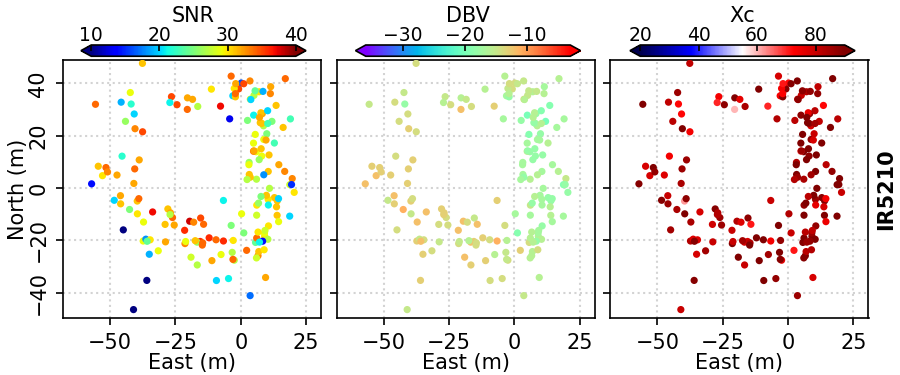 SNR DBV Xc
10 20 30 40 −30 −20 −10 20 40 60 80
40
20
0
−20
−40
North (m)
IR5210
−50 −25 0 25 −50 −25 0 25 −50 −25 0 25
East (m) East (m) East (m)